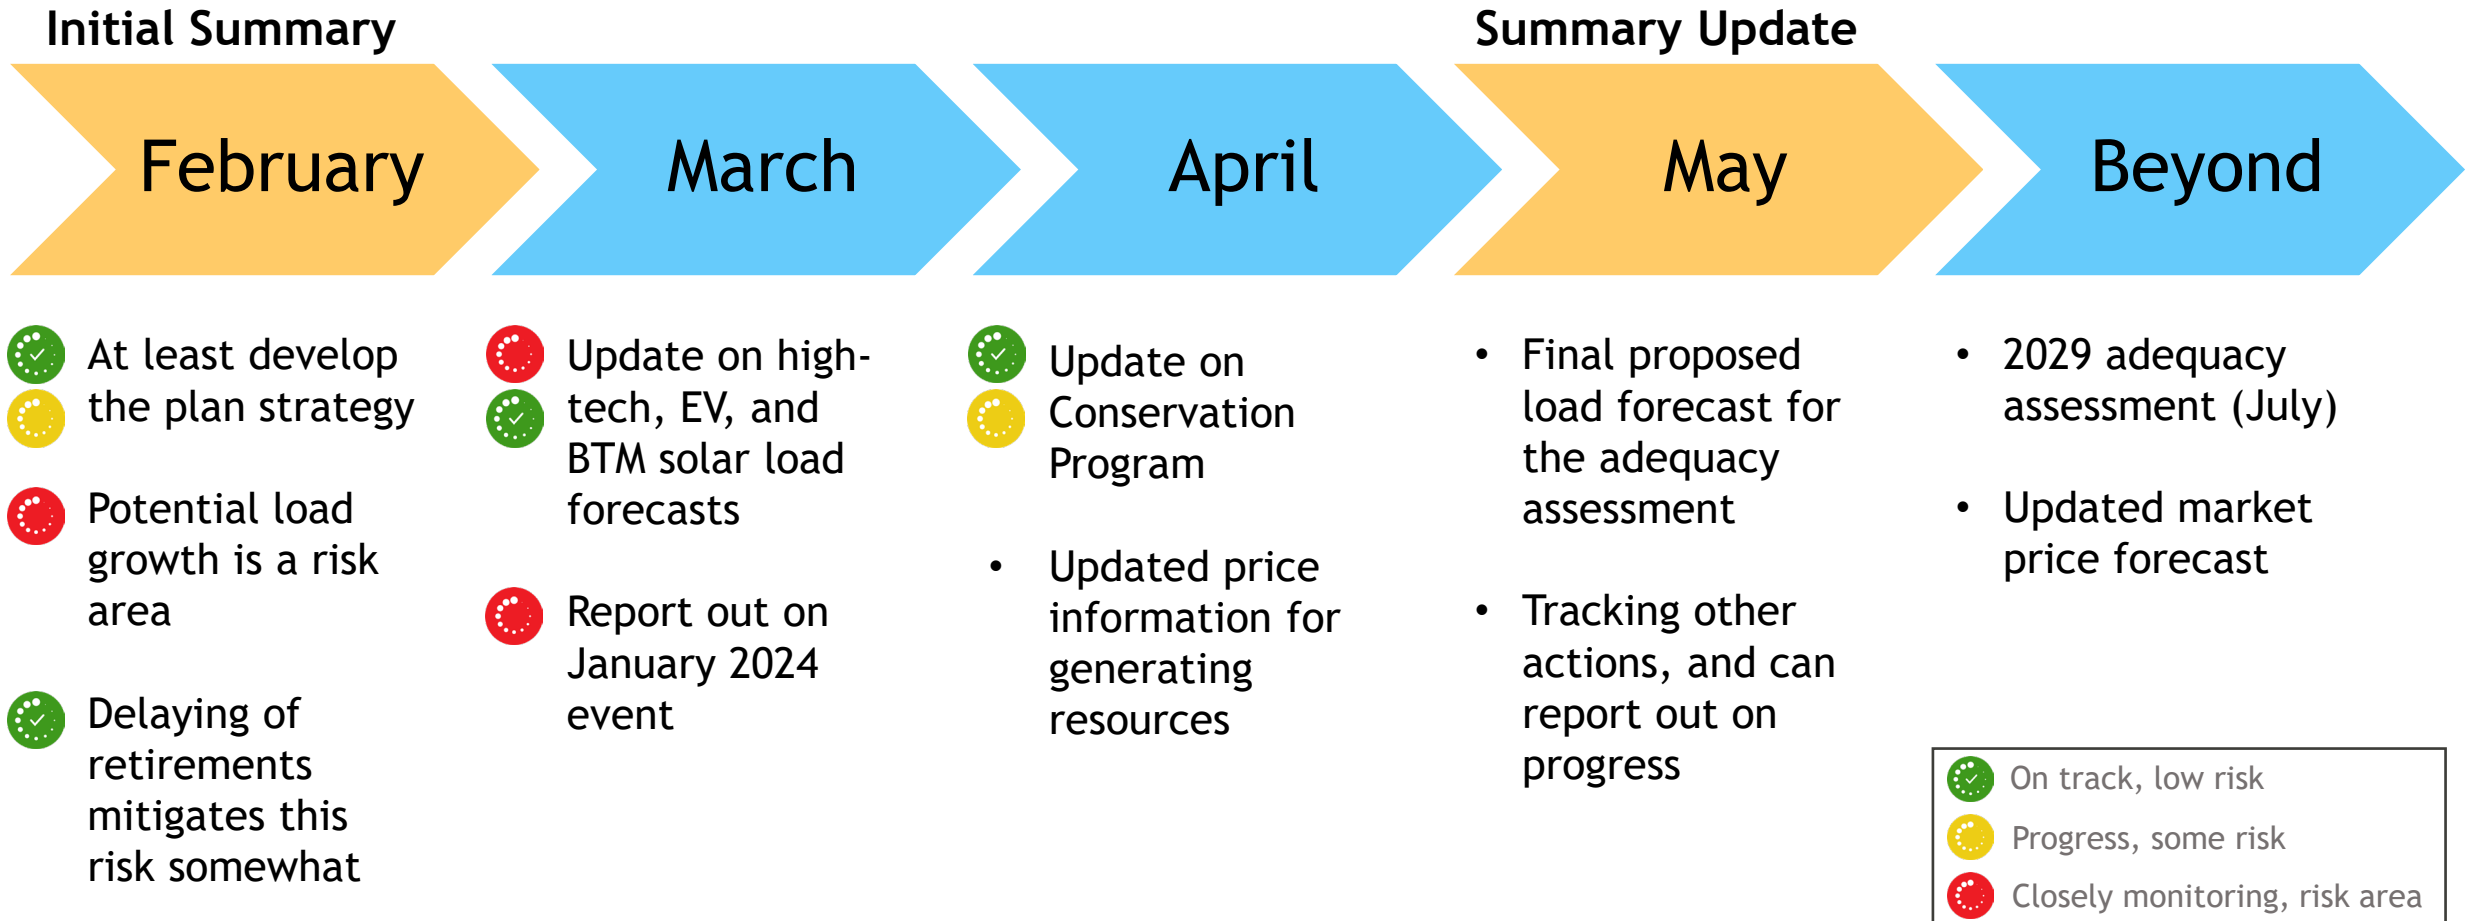 Initial Summary
Summary Update
February
March
April
May
Beyond
At least develop
the plan strategy
Potential load
growth is a risk
area
Delaying of
retirements
mitigates this
risk somewhat
Update on high-
tech, EV, and
BTM solar load
forecasts
Report out on
January 2024
event
Update on
Conservation
Program
• Updated price
information for
generating
resources
• Final proposed
load forecast for
the adequacy
assessment
• Tracking other
actions, and can
report out on
progress
• 2029 adequacy
assessment (July)
• Updated market
price forecast
On track, low risk
Progress, some risk
Closely monitoring, risk area